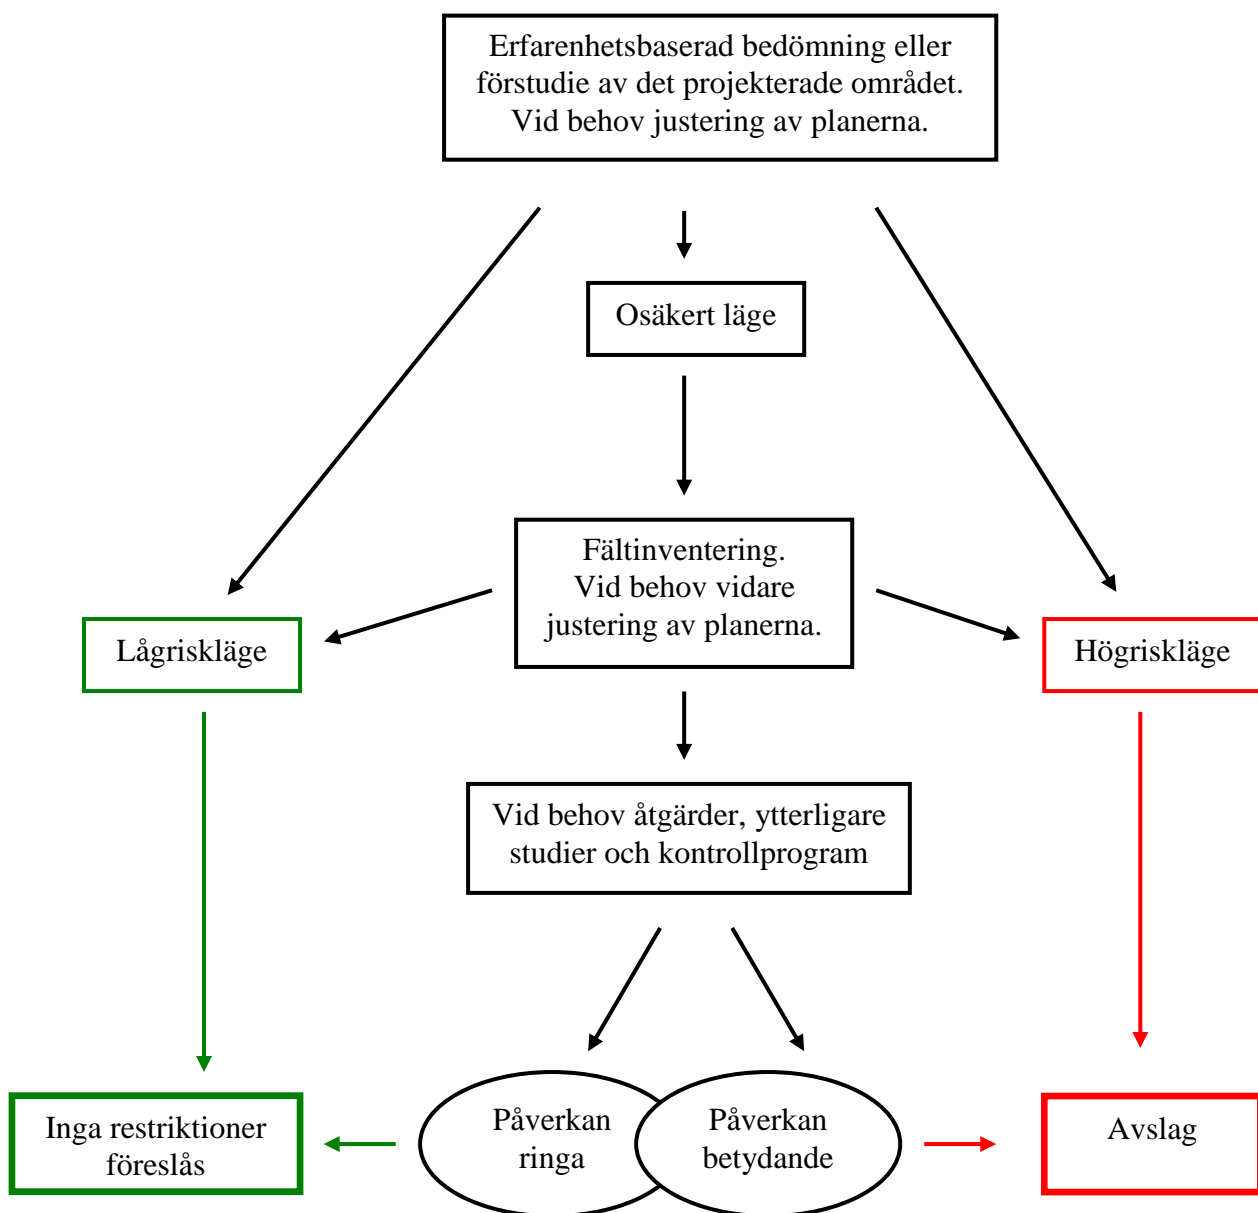 Erfarenhetsbaserad bedömning eller
förstudie av det projekterade området.
Vid behov justering av planerna.
Osäkert läge
Fältinventering.
Vid behov vidare
justering av planerna.
Lågriskläge
Högriskläge
Vid behov åtgärder, ytterligare
studier och kontrollprogram
Inga restriktioner
föreslås
Påverkan
ringa
Påverkan
betydande
Avslag